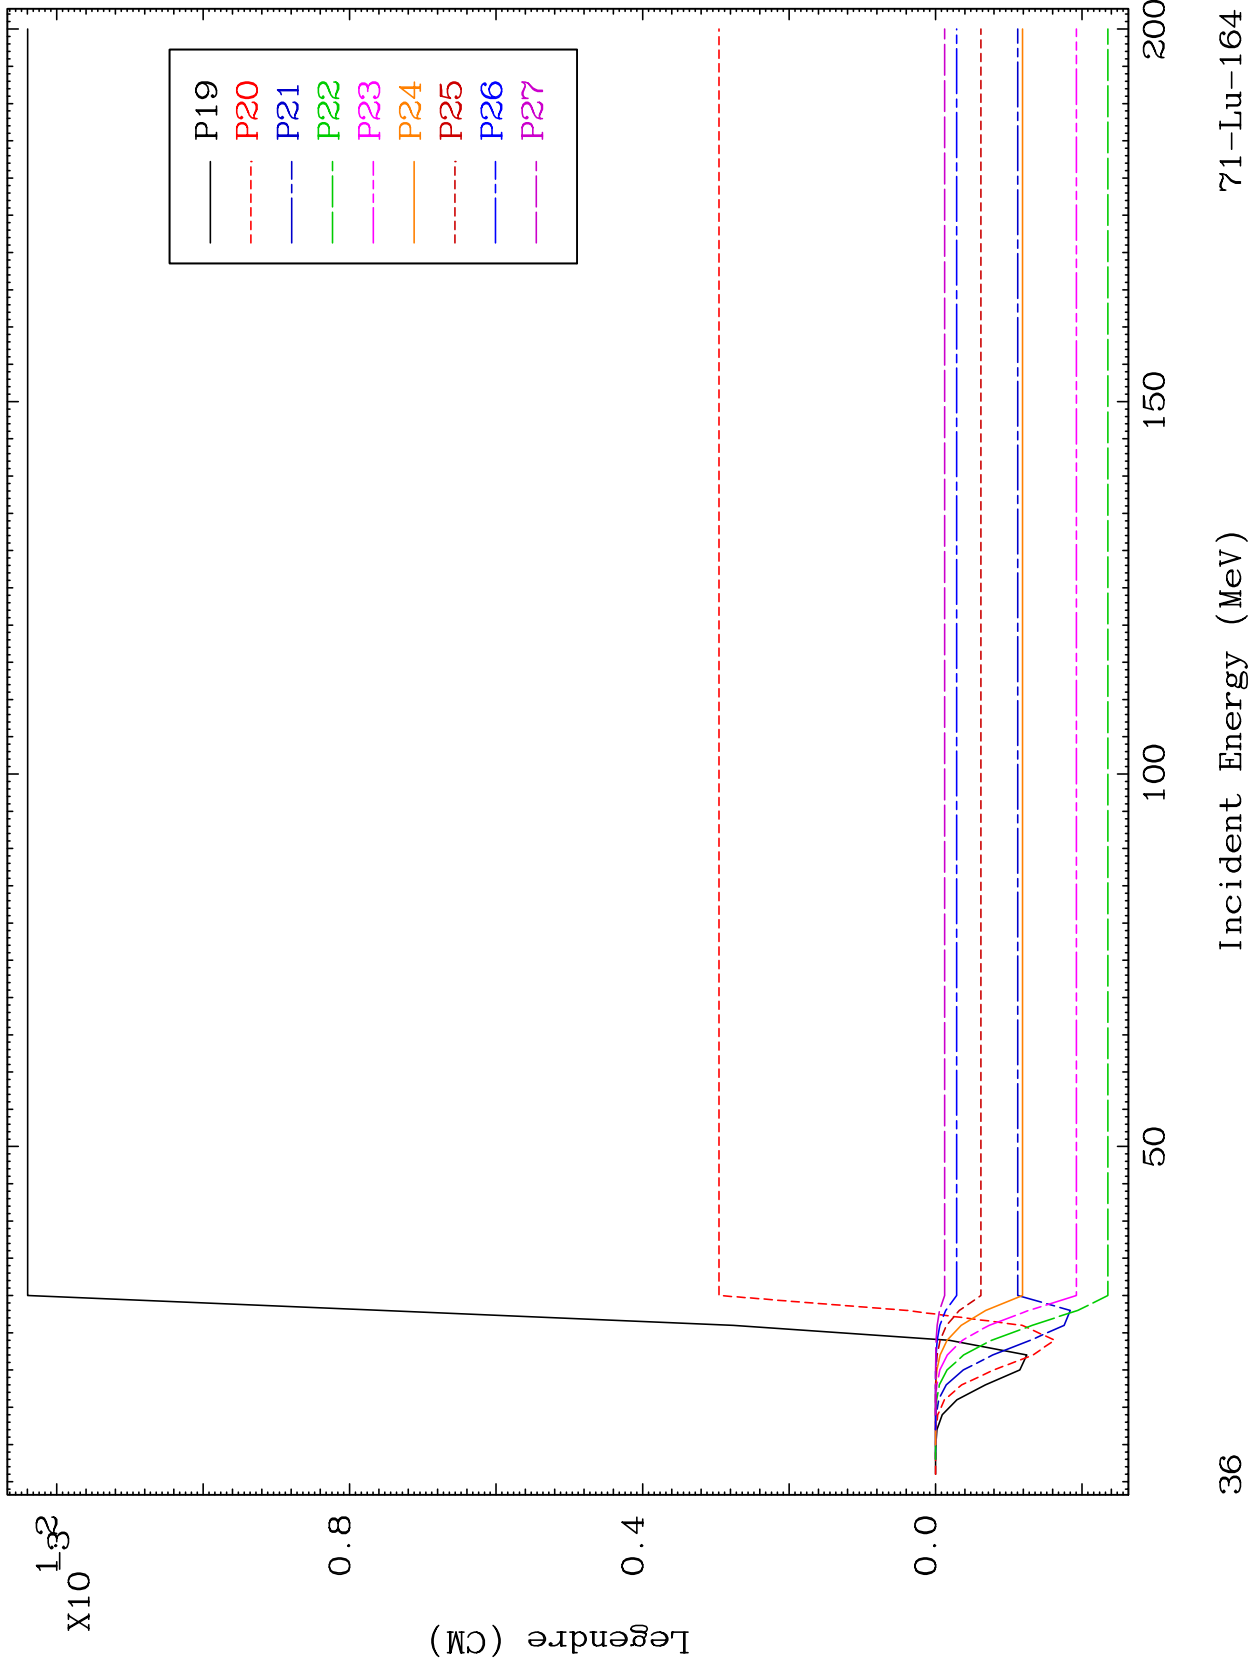 X10
-3
1.2
0.8
0.4
0.0
Legendre (CM)
P19
P20
P21
P22
P23
P24
P25
P26
P27
50
100
150
200
36
Incident Energy (MeV)
71-Lu-164